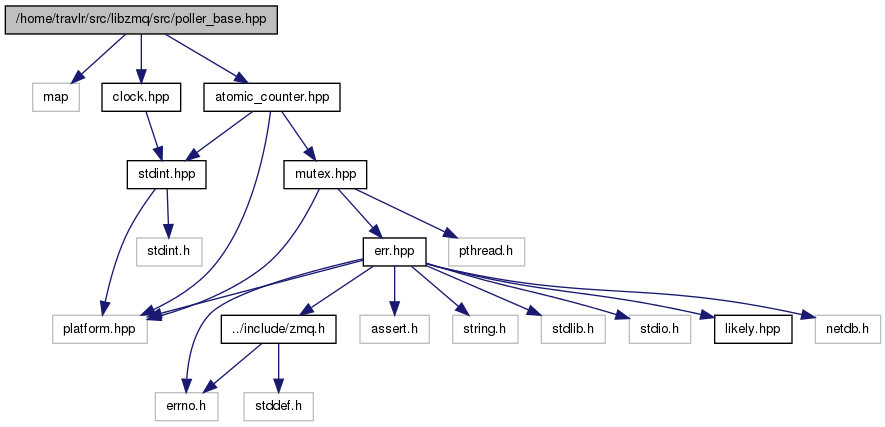 /home/travlr/src/libzmq/src/poller_base.hpp
map
clock.hpp
atomic_counter.hpp
stdint.hpp
mutex.hpp
stdint.h
err.hpp
pthread.h
platform.hpp
../include/zmq.h
assert.h
string.h
stdlib.h
stdio.h
likely.hpp
netdb.h
errno.h
stddef.h